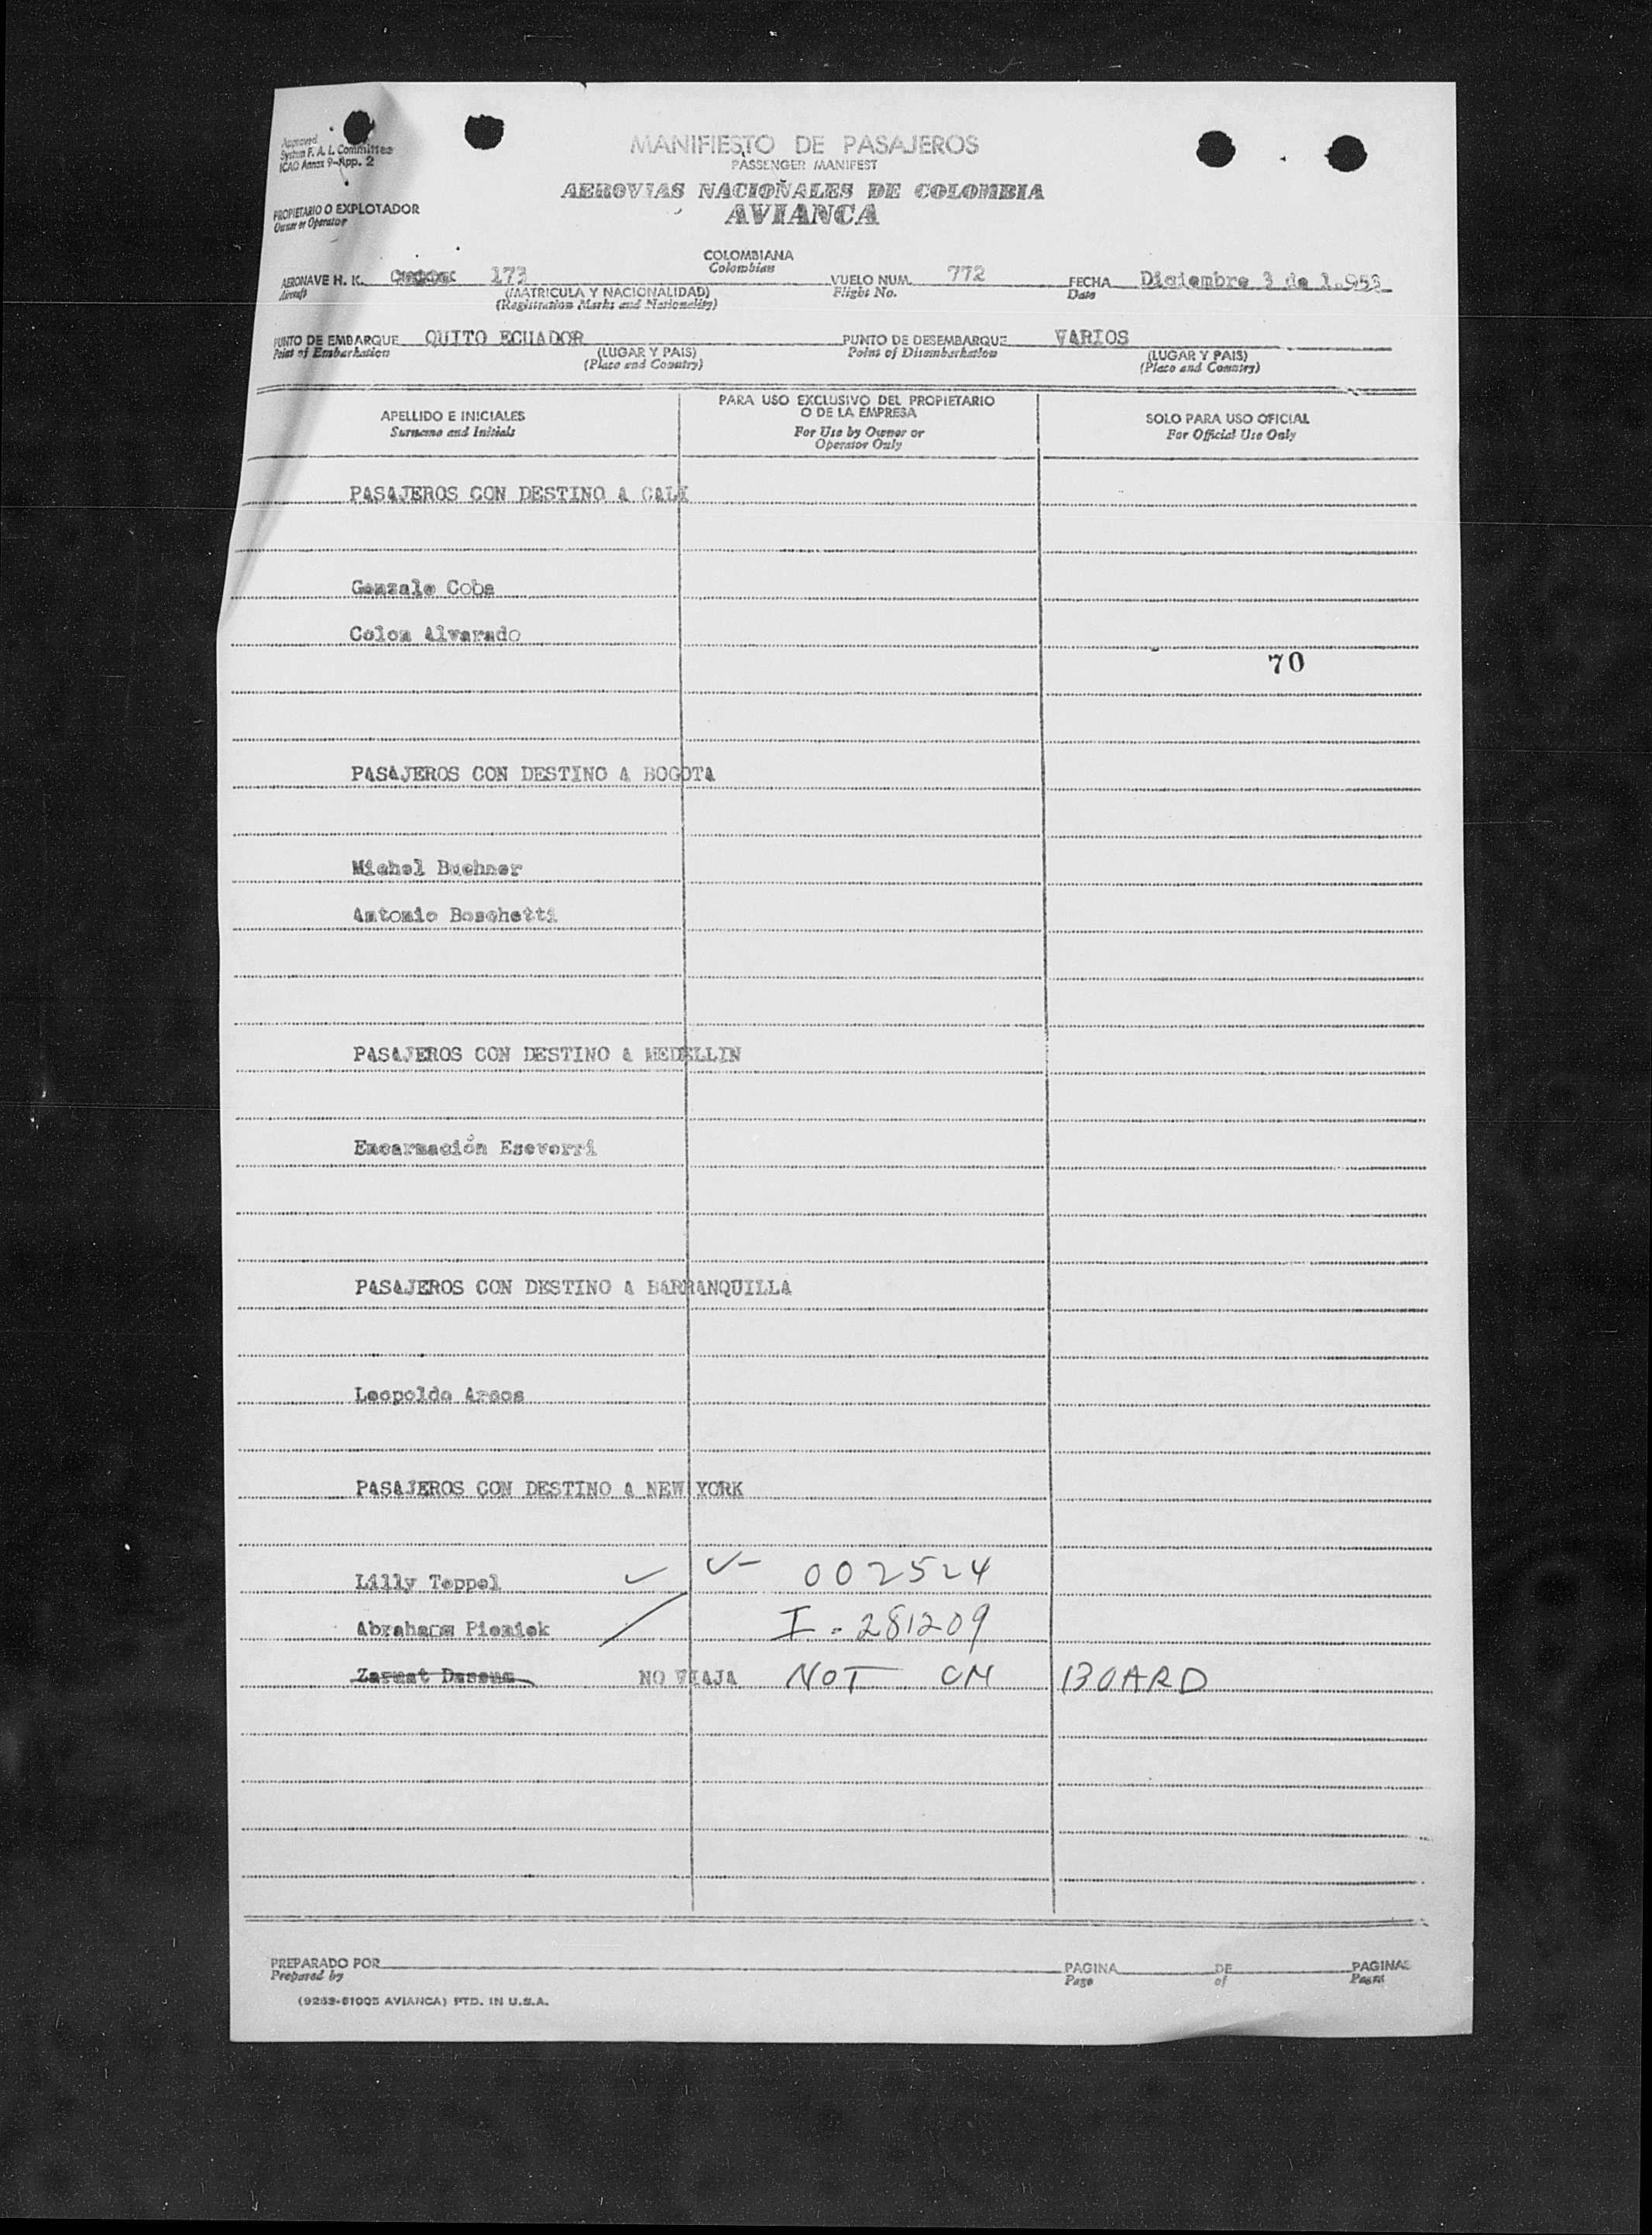 Approved
System F. A. L. Committee
ICAO Annex 9-App. 2
MANIFIESTO DE PASAJEROS
PASSENGER MANIFEST
AEROVIAS NACIONALES DE COLOMBIA
AVIANCA
PROPIETARIO O EXPLOTADOR
Owner or Operator
COLOMBIANA
Colombian
AERONAVE H. K. 173 VUELO NUM. 772 FECHA Diciembre 3 de 1.953
Aircraft (MATRICULA Y NACIONALIDAD) Flight No. Date
(Registration Marks and Nationality)
PUNTO DE EMBARQUE QUITO ECUADOR PUNTO DE DESEMBARQUE VARIOS
Point of Embarkation (LUGAR Y PAIS) Point of Disembarkation (LUGAR Y PAIS)
(Place and Country) (Place and Country)
APELLIDO E INICIALES PARA USO EXCLUSIVO DEL PROPIETARIO O DE LA EMPRESA SOLO PARA USO OFICIAL
Surname and Initials For Use by Owner or Operator Only For Official Use Only
PASAJEROS CON DESTINO A CALI
Gonzalo Coba
Colon Alvarado
70
PASAJEROS CON DESTINO A BOGOTA
Michel Buchner
Antonio Boschetti
PASAJEROS CON DESTINO A MEDELLIN
Encarnación Eseverri
PASAJEROS CON DESTINO A BARRANQUILLA
Leopoldo Arcos
PASAJEROS CON DESTINO A NEW YORK
Lilly Teppel 002524
Abraham Pieniek I-281209
Zarmat Dassum NO VIAJA NOT ON BOARD
PREPARADO POR PAGINA DE PAGINAS
Prepared by Page of Pages
(9253-61005 AVIANCA) PTD. IN U.S.A.